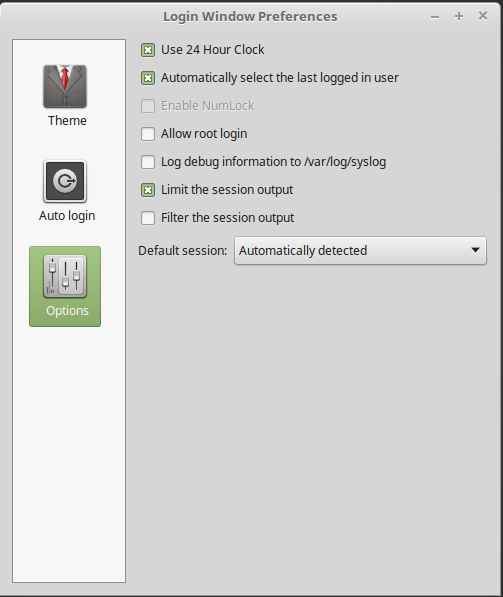 Login Window Preferences
Theme
Auto login
Options
Use 24 Hour Clock
Automatically select the last logged in user
Enable NumLock
Allow root login
Log debug information to /var/log/syslog
Limit the session output
Filter the session output
Default session: Automatically detected